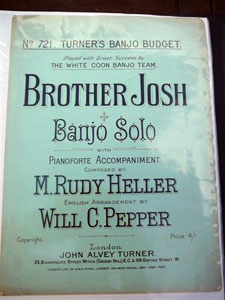 No 721. TURNER'S BANJO BUDGET.
Played with Great Success by
THE WHITE COON BANJO TEAM.
BROTHER JOSH
Banjo Solo
WITH
PIANOFORTE ACCOMPANIMENT
COMPOSED BY
M. RUDY HELLER
ENGLISH ARRANGEMENT BY
WILL C. PEPPER
Copyright. Price 4/-
London
JOHN ALVEY TURNER